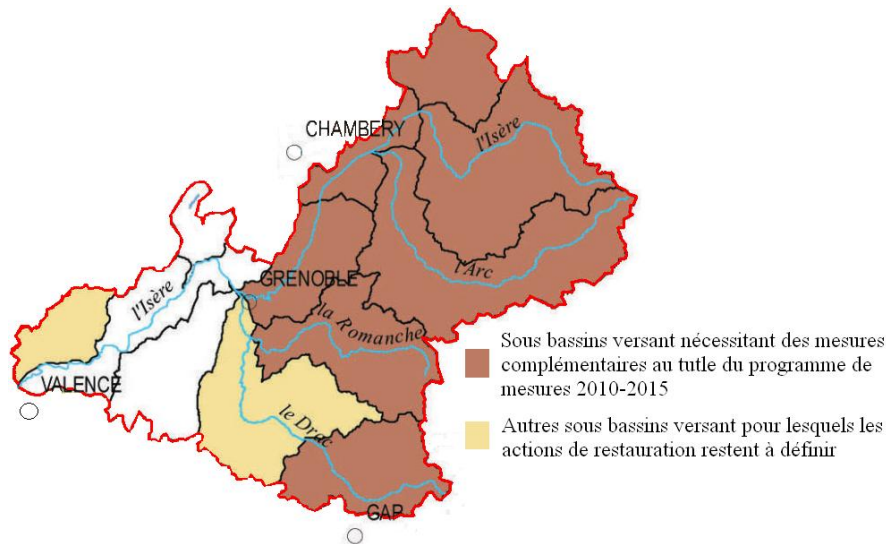 CHAMBERY
l'Isère
l'Arc
GRENOBLE
l'Isère
la Romanche
VALENCE
le Drac
GAP
Sous bassins versant nécessitant des mesures
complémentaires au tutle du programme de
mesures 2010-2015
Autres sous bassins versant pour lesquels les
actions de restauration restent à définir